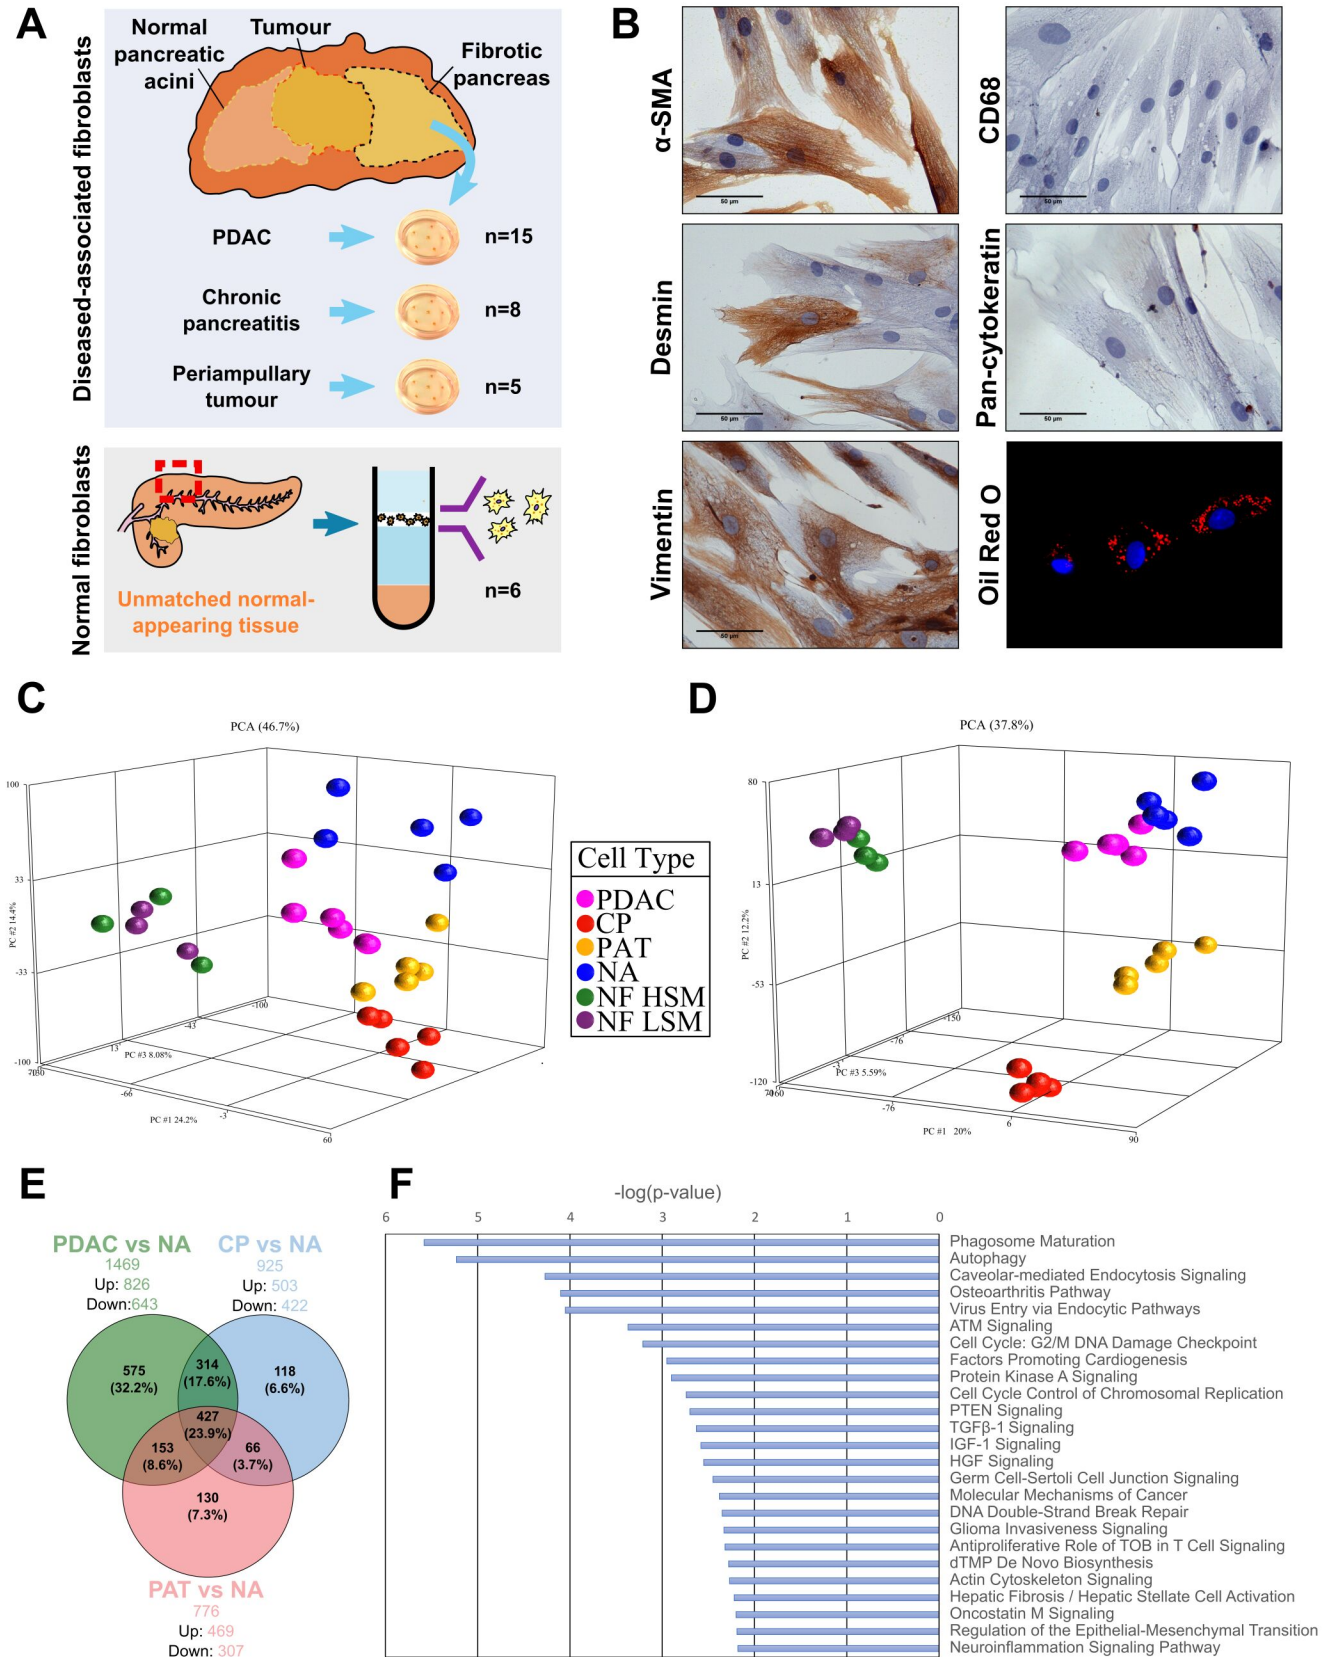 A
Diseased-associated fibroblasts
Normal
pancreatic
acini
Tumour
Fibrotic
pancreas
PDAC
n=15
Chronic
pancreatitis
n=8
Periampullary
tumour
n=5
Normal fibroblasts
Unmatched normal-
appearing tissue
n=6
B
α-SMA
50 µm
CD68
50 µm
Desmin
50 µm
Pan-cytokeratin
50 µm
Vimentin
50 µm
Oil Red O
C
PCA (46.7%)
100
33
-33
-100
PC #2 14.4%
-100
-43
13
PC #3 8.08%
-66
-3
60
PC #1 24.2%
Cell Type
PDAC
CP
PAT
NA
NF HSM
NF LSM
D
PCA (37.8%)
80
13
-53
-120
PC #2 12.2%
-150
-76
PC #3 5.59%
-76
6
90
PC #1 20%
E
PDAC vs NA
1469
Up: 826
Down:643
CP vs NA
925
Up: 503
Down: 422
575
(32.2%)
314
(17.6%)
118
(6.6%)
427
(23.9%)
153
(8.6%)
66
(3.7%)
130
(7.3%)
PAT vs NA
776
Up: 469
Down: 307
F
-log(p-value)
6 5 4 3 2 1 0
Phagosome Maturation
Autophagy
Caveolar-mediated Endocytosis Signaling
Osteoarthritis Pathway
Virus Entry via Endocytic Pathways
ATM Signaling
Cell Cycle: G2/M DNA Damage Checkpoint
Factors Promoting Cardiogenesis
Protein Kinase A Signaling
Cell Cycle Control of Chromosomal Replication
PTEN Signaling
TGFβ-1 Signaling
IGF-1 Signaling
HGF Signaling
Germ Cell-Sertoli Cell Junction Signaling
Molecular Mechanisms of Cancer
DNA Double-Strand Break Repair
Glioma Invasiveness Signaling
Antiproliferative Role of TOB in T Cell Signaling
dTMP De Novo Biosynthesis
Actin Cytoskeleton Signaling
Hepatic Fibrosis / Hepatic Stellate Cell Activation
Oncostatin M Signaling
Regulation of the Epithelial-Mesenchymal Transition
Neuroinflammation Signaling Pathway